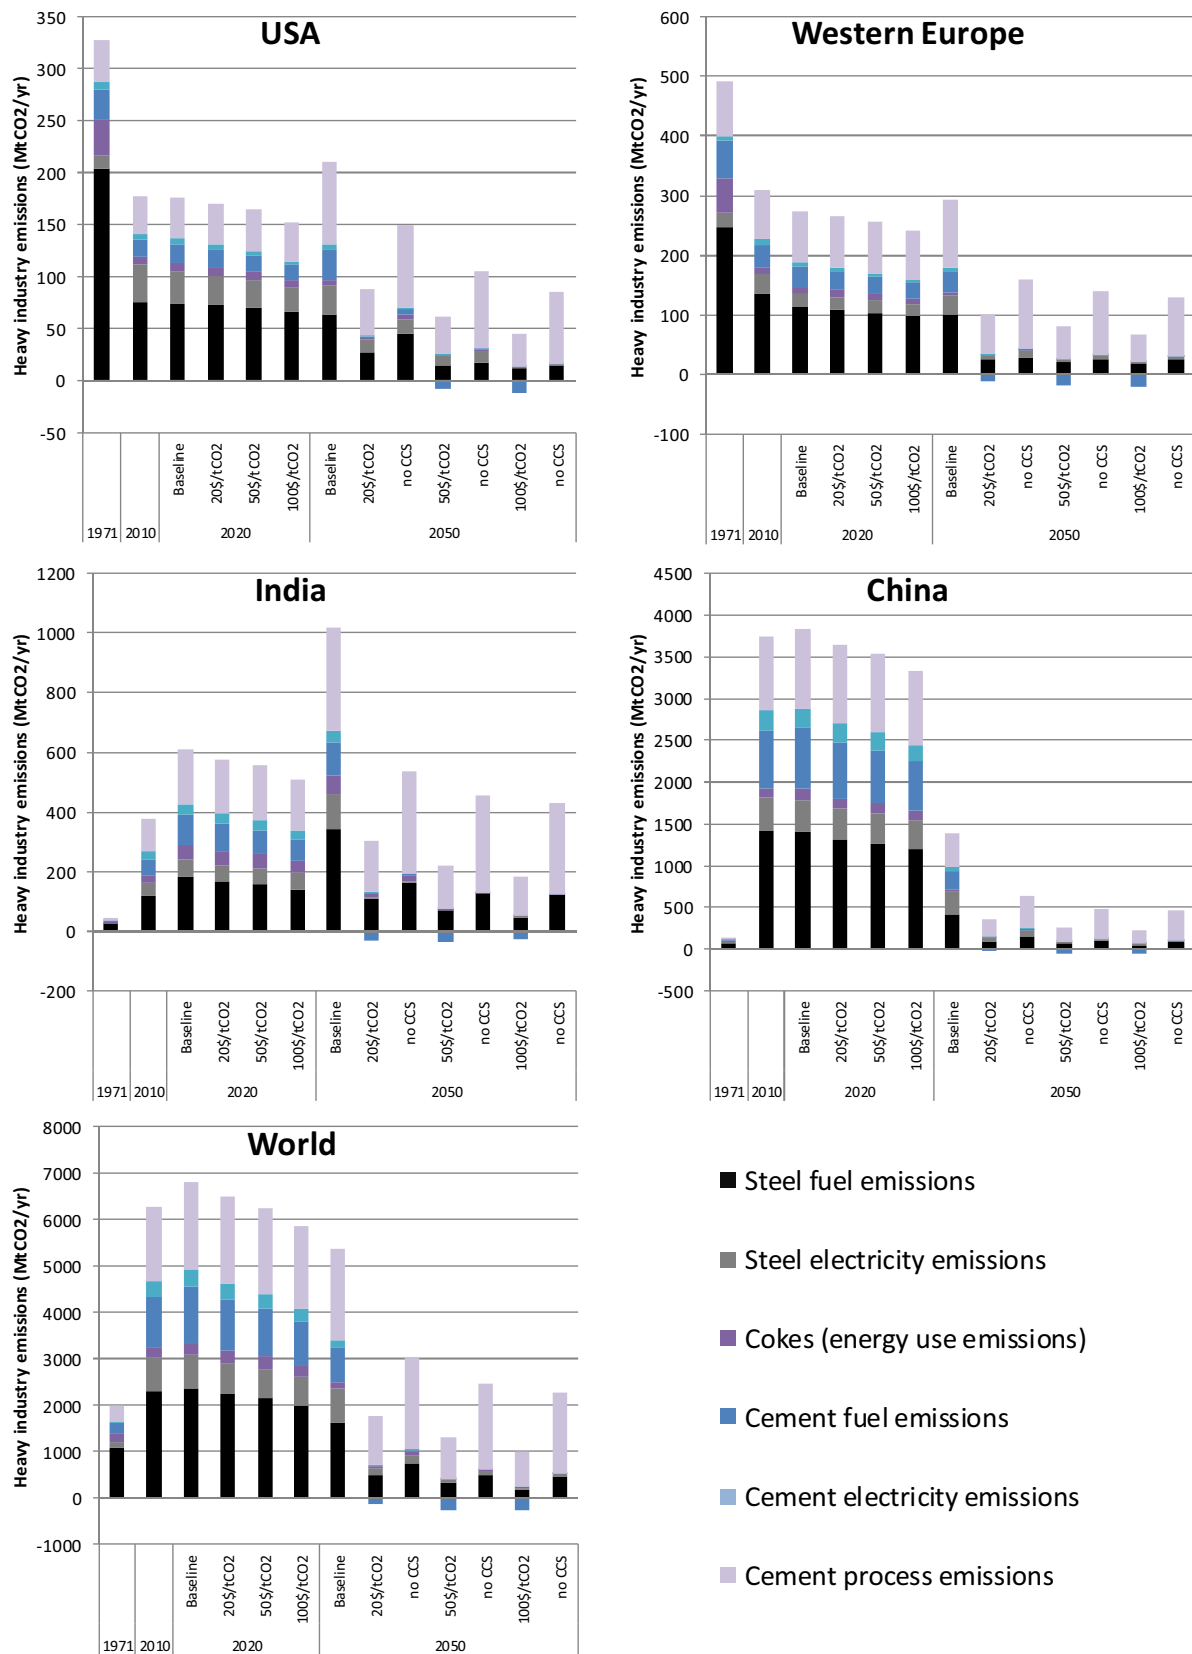 USA
Heavy industry emissions (MtCO2/yr)
350
300
250
200
150
100
50
0
-50
Baseline
20$/tCO2
50$/tCO2
100$/tCO2
Baseline
20$/tCO2
no CCS
50$/tCO2
no CCS
100$/tCO2
no CCS
1971 2010 2020 2050
Western Europe
Heavy industry emissions (MtCO2/yr)
600
500
400
300
200
100
0
-100
Baseline
20$/tCO2
50$/tCO2
100$/tCO2
Baseline
20$/tCO2
no CCS
50$/tCO2
no CCS
100$/tCO2
no CCS
1971 2010 2020 2050
India
Heavy industry emissions (MtCO2/yr)
1200
1000
800
600
400
200
0
-200
Baseline
20$/tCO2
50$/tCO2
100$/tCO2
Baseline
20$/tCO2
no CCS
50$/tCO2
no CCS
100$/tCO2
no CCS
1971 2010 2020 2050
China
Heavy industry emissions (MtCO2/yr)
4500
4000
3500
3000
2500
2000
1500
1000
500
0
-500
Baseline
20$/tCO2
50$/tCO2
100$/tCO2
Baseline
20$/tCO2
no CCS
50$/tCO2
no CCS
100$/tCO2
no CCS
1971 2010 2020 2050
World
Heavy industry emissions (MtCO2/yr)
8000
7000
6000
5000
4000
3000
2000
1000
0
-1000
Baseline
20$/tCO2
50$/tCO2
100$/tCO2
Baseline
20$/tCO2
no CCS
50$/tCO2
no CCS
100$/tCO2
no CCS
1971 2010 2020 2050
Steel fuel emissions
Steel electricity emissions
Cokes (energy use emissions)
Cement fuel emissions
Cement electricity emissions
Cement process emissions